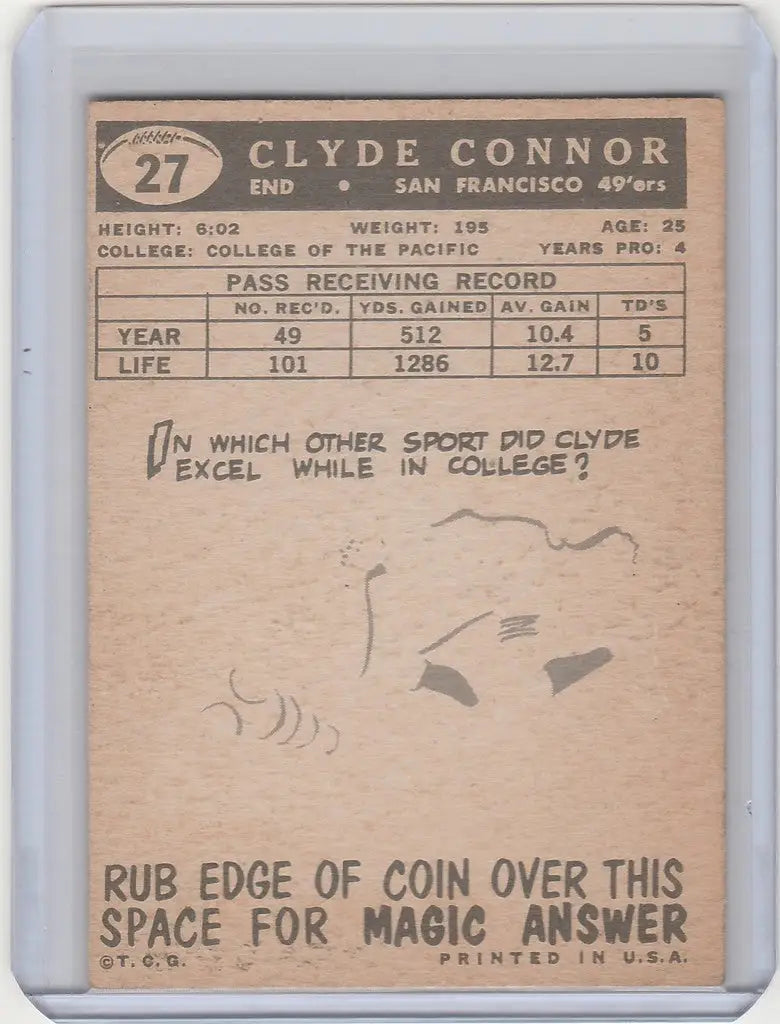 27
CLYDE CONNOR
END • SAN FRANCISCO 49'ers
HEIGHT: 6:02 WEIGHT: 195 AGE: 25
COLLEGE: COLLEGE OF THE PACIFIC YEARS PRO: 4
PASS RECEIVING RECORD
NO. REC'D. YDS. GAINED AV. GAIN TD'S
YEAR 49 512 10.4 5
LIFE 101 1286 12.7 10
IN WHICH OTHER SPORT DID CLYDE
EXCEL WHILE IN COLLEGE?
RUB EDGE OF COIN OVER THIS
SPACE FOR MAGIC ANSWER
©T.C.G. PRINTED IN U.S.A.